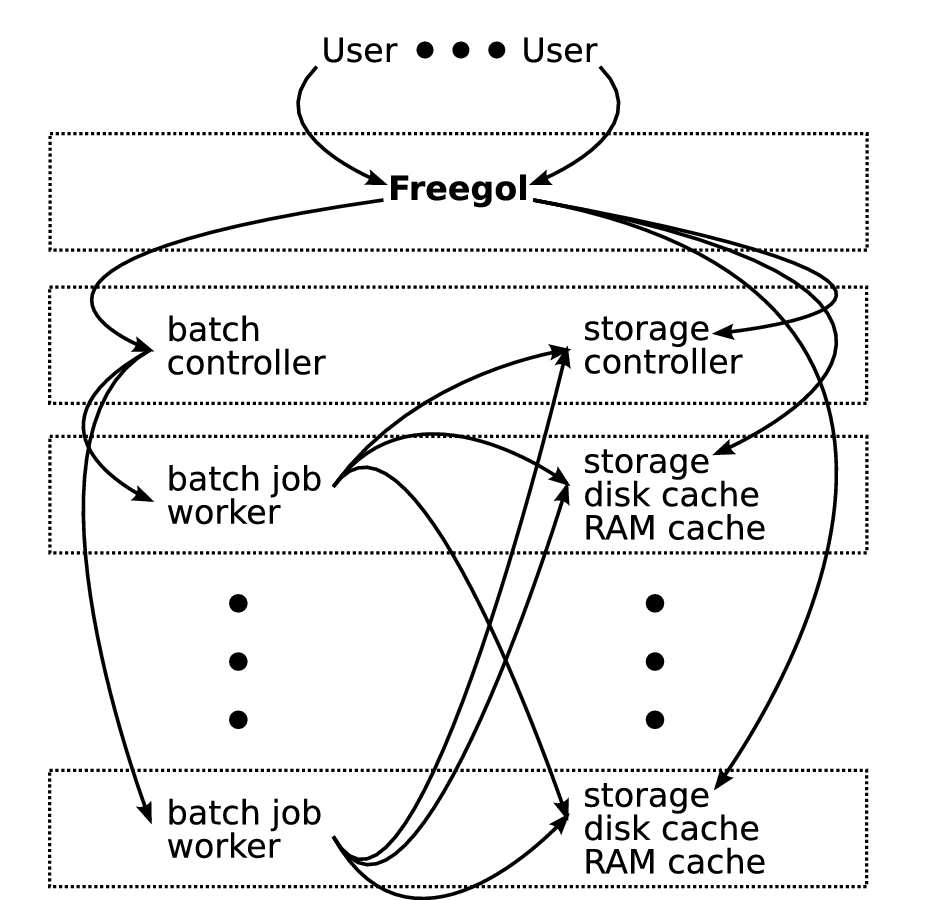 User ● ● ● User
Freegol
batch
controller
storage
controller
batch job
worker
storage
disk cache
RAM cache
batch job
worker
storage
disk cache
RAM cache